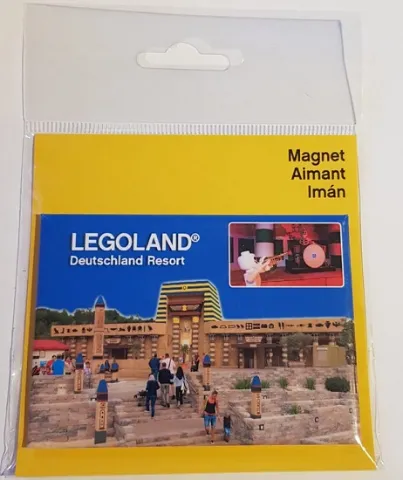 Magnet
Aimant
Imán
LEGOLAND®
Deutschland Resort